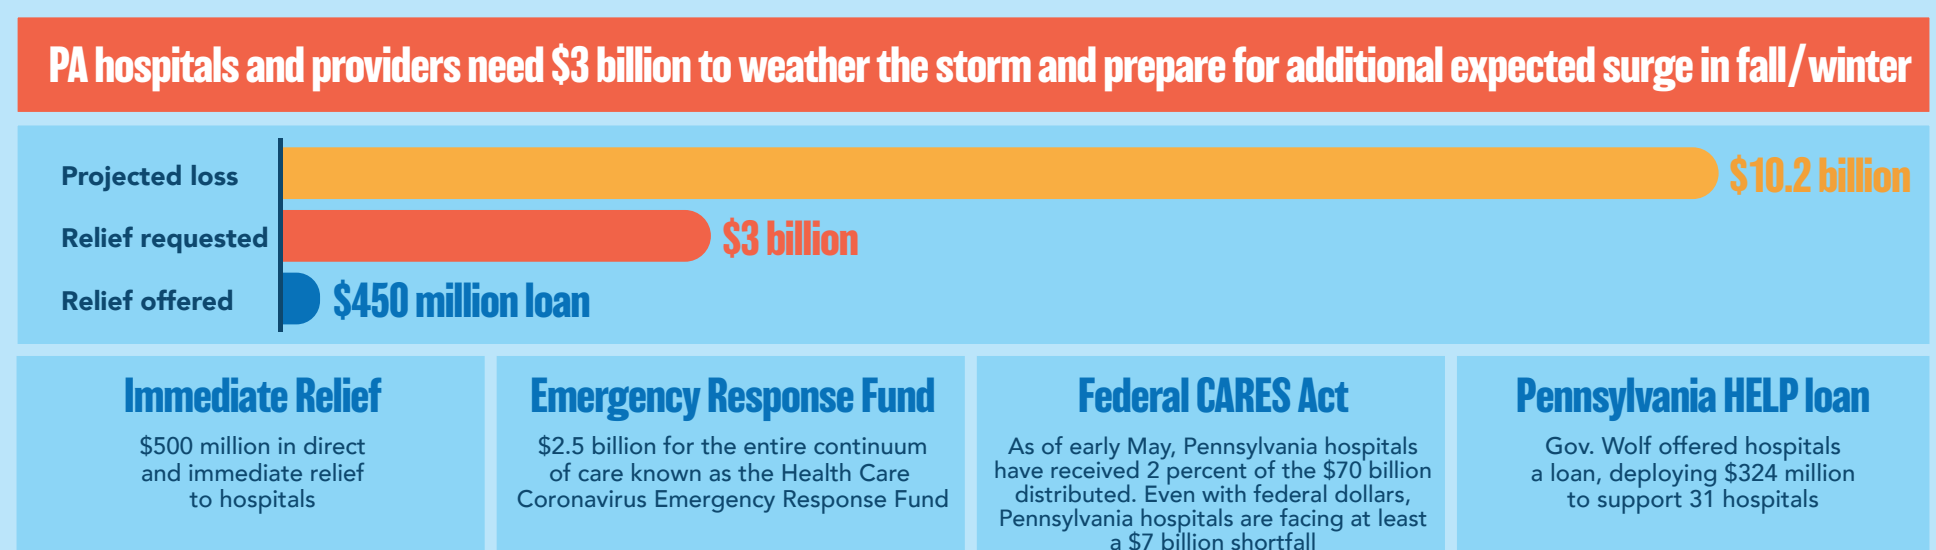 PA hospitals and providers need $3 billion to weather the storm and prepare for additional expected surge in fall/winter
Projected loss
$10.2 billion
Relief requested
$3 billion
Relief offered
$450 million loan
Immediate Relief
$500 million in direct
and immediate relief
to hospitals
Emergency Response Fund
$2.5 billion for the entire continuum
of care known as the Health Care
Coronavirus Emergency Response Fund
Federal CARES Act
As of early May, Pennsylvania hospitals
have received 2 percent of the $70 billion
distributed. Even with federal dollars,
Pennsylvania hospitals are facing at least
a $7 billion shortfall
Pennsylvania HELP loan
Gov. Wolf offered hospitals
a loan, deploying $324 million
to support 31 hospitals